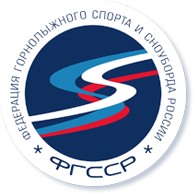 ФЕДЕРАЦИЯ ГОРНОЛЫЖНОГО СПОРТА И СНОУБОРДА РОССИИ
ФГССР